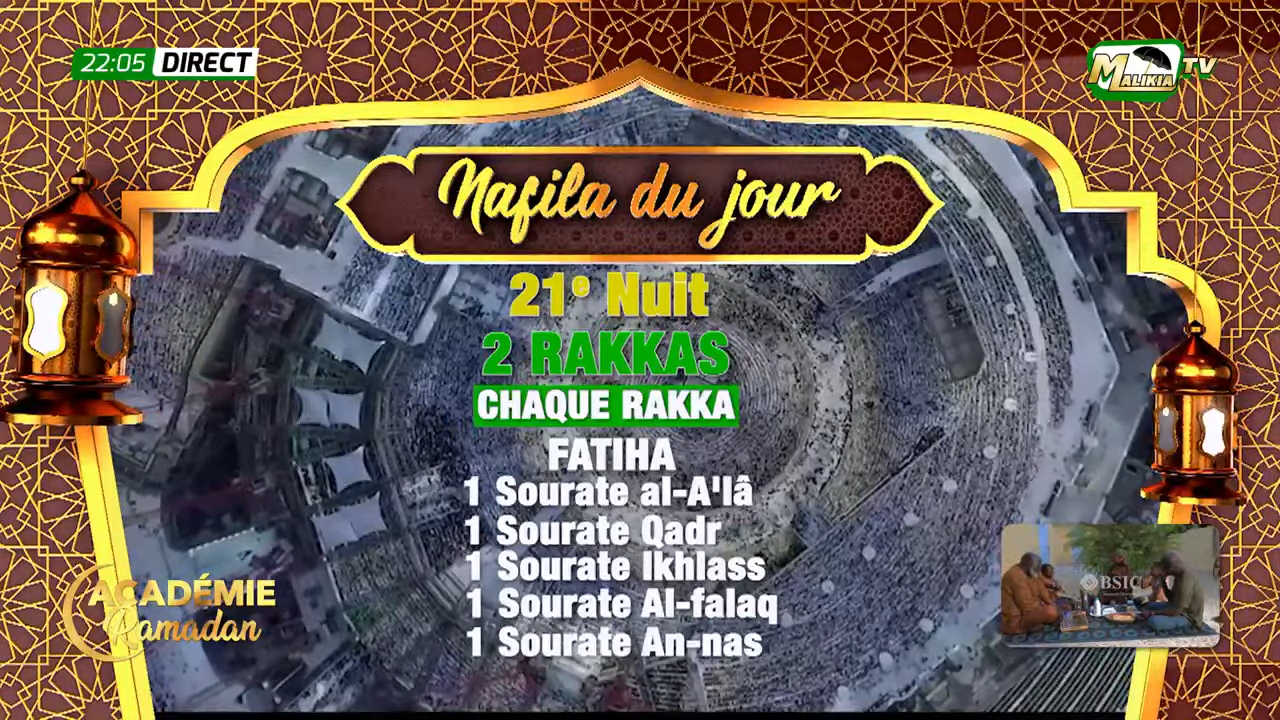 22:05 DIRECT
MALIKIA TV
Nafila du jour
21e Nuit
2 RAKKAS
CHAQUE RAKKA
FATIHA
1 Sourate al-A'lâ
1 Sourate Qadr
1 Sourate Ikhlass
1 Sourate Al-falaq
1 Sourate An-nas
ACADÉMIE
Ramadan
BSIC